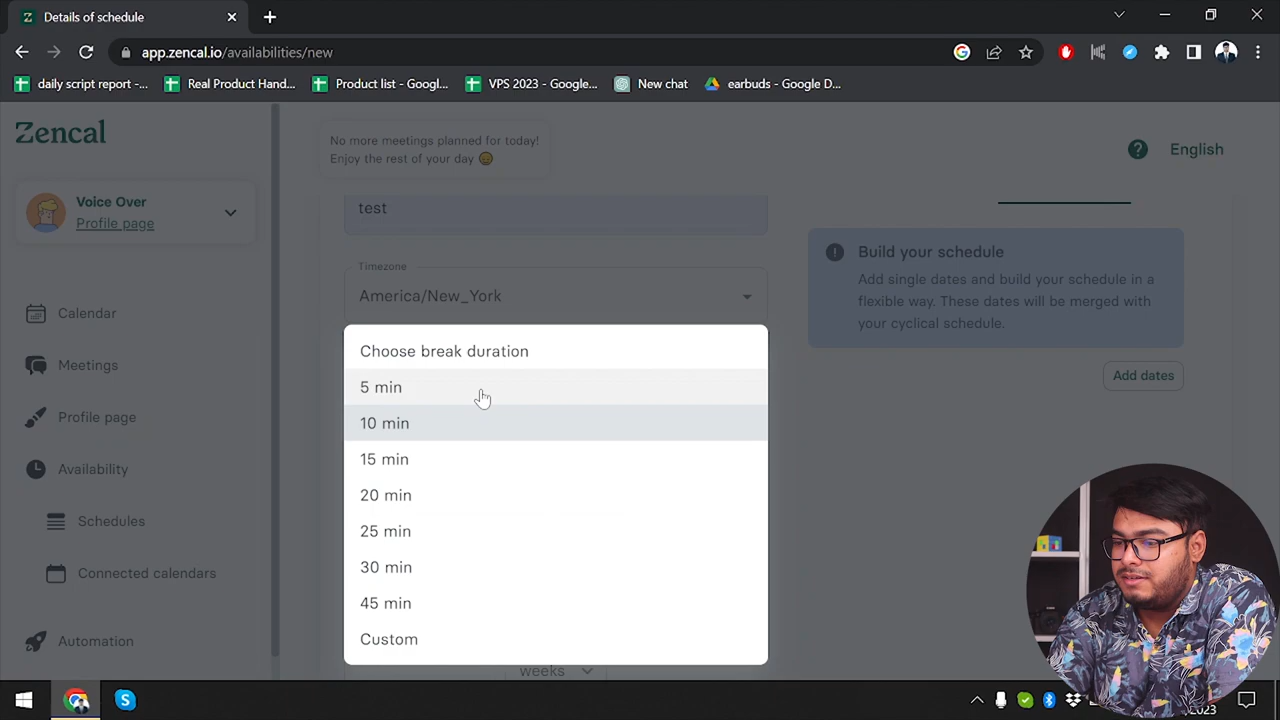 Details of schedule
app.zencal.io/availabilities/new
daily script report -...
Real Product Hand...
Product list - Googl...
VPS 2023 - Google...
New chat
earbuds - Google D...
Zencal
No more meetings planned for today!
Enjoy the rest of your day
English
Voice Over
Profile page
Calendar
Meetings
Profile page
Availability
Schedules
Connected calendars
Automation
test
Timezone
America/New_York
Choose break duration
5 min
10 min
15 min
20 min
25 min
30 min
45 min
Custom
weeks
Build your schedule
Add single dates and build your schedule in a
flexible way. These dates will be merged with
your cyclical schedule.
Add dates